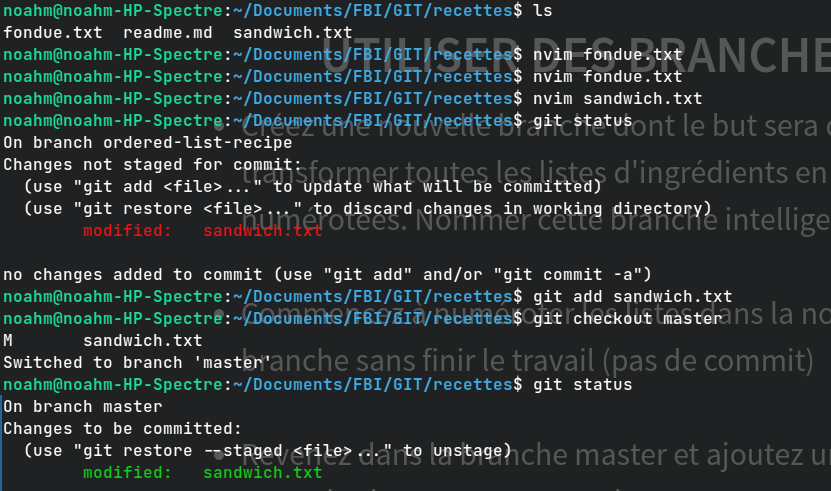 noahm@noahm-HP-Spectre:~/Documents/FBI/GIT/recettes$ ls
fondue.txt  readme.md  sandwich.txt
noahm@noahm-HP-Spectre:~/Documents/FBI/GIT/recettes$ nvim fondue.txt
noahm@noahm-HP-Spectre:~/Documents/FBI/GIT/recettes$ nvim fondue.txt
noahm@noahm-HP-Spectre:~/Documents/FBI/GIT/recettes$ nvim sandwich.txt
noahm@noahm-HP-Spectre:~/Documents/FBI/GIT/recettes$ git status
On branch ordered-list-recipe
Changes not staged for commit:
  (use "git add <file>..." to update what will be committed)
  (use "git restore <file>..." to discard changes in working directory)
        modified:   sandwich.txt
no changes added to commit (use "git add" and/or "git commit -a")
noahm@noahm-HP-Spectre:~/Documents/FBI/GIT/recettes$ git add sandwich.txt
noahm@noahm-HP-Spectre:~/Documents/FBI/GIT/recettes$ git checkout master
M       sandwich.txt
Switched to branch 'master'
noahm@noahm-HP-Spectre:~/Documents/FBI/GIT/recettes$ git status
On branch master
Changes to be committed:
  (use "git restore --staged <file>..." to unstage)
        modified:   sandwich.txt
UTILISER DES BRANCHE
• Créez une nouvelle branche dont le but sera
transformer toutes les listes d'ingrédients en
numérotées. Nommer cette branche intellige
• Commencez à numéroter les listes dans la no
branche sans finir le travail (pas de commit)
• Revenez dans la branche master et ajoutez u